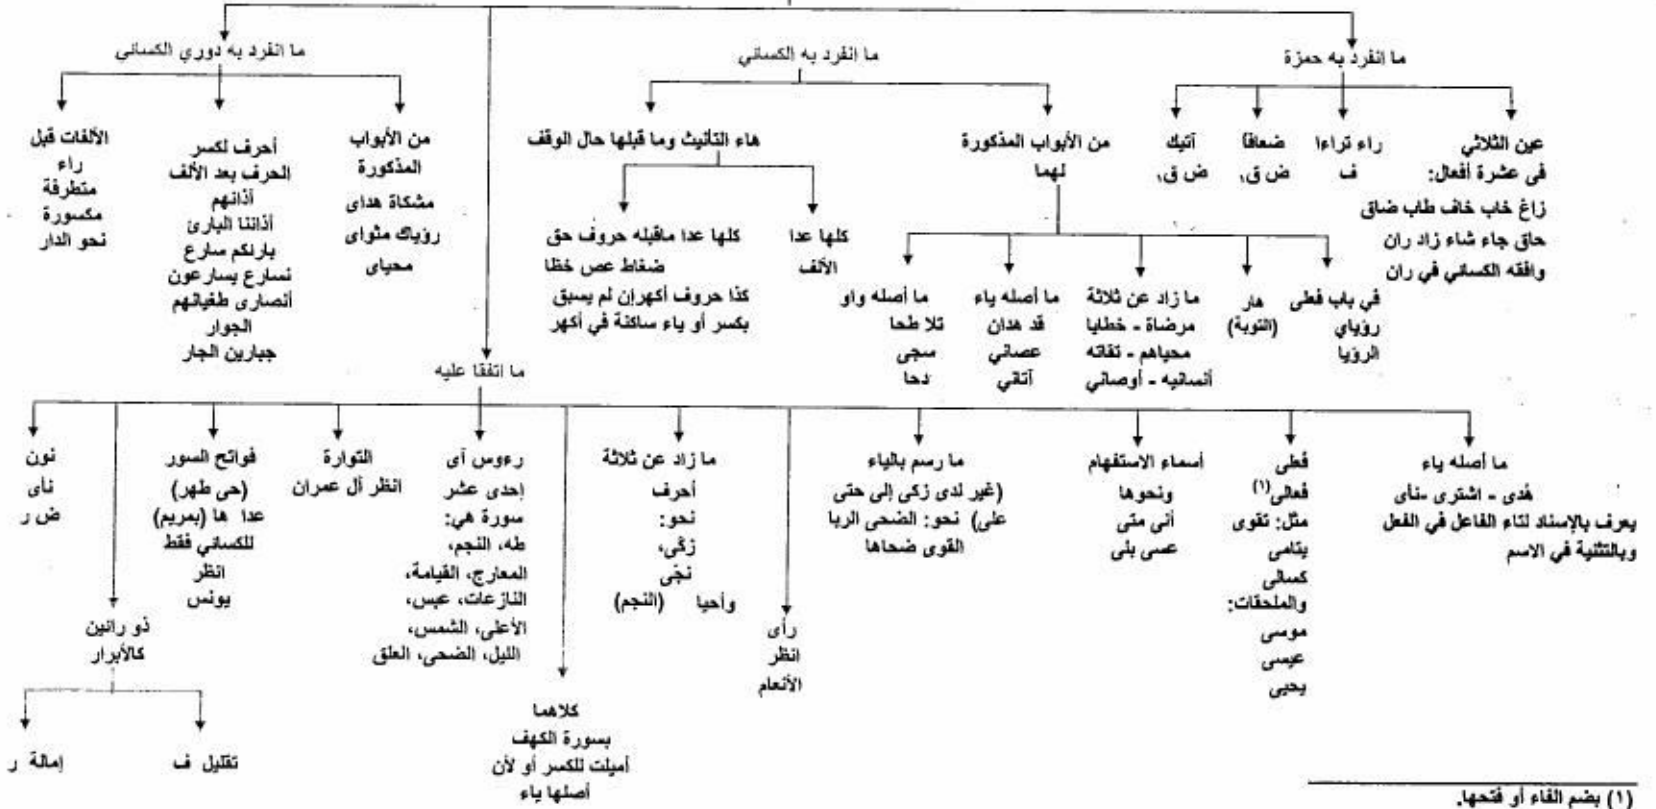 ما انفرد به حمزة
عين الثلاثي
فى عشرة أفعال:
زاغ خاب خاف طاب ضاق
حاق جاء شاء زاد ران
وافقه الكسائي في ران
راء تراءا
ف
ضعافا
ض ق،
آتيك
ض ق،
ما انفرد به الكسائي
من الأبواب المذكورة
لهما
في باب فعلى
رؤياي
الرؤيا
هار
(التوبة)
ما زاد عن ثلاثة
مرضاة - خطايا
محياهم - تقاته
أنسانيه - أوصاني
ما أصله ياء
قد هدان
عصاني
آتاني
ما أصله واو
تلا طحا
سجى
دحا
هاء التأنيث وما قبلها حال الوقف
كلها عدا
الألف
كلها عدا ماقبله حروف حق
ضغاط عص خظا
كذا حروف أكهرإن لم يسبق
بكسر أو ياء ساكنة في أكهر
ما انفرد به دوري الكسائي
من الأبواب
المذكورة
مشكاة هداى
رؤياك مثواى
محياى
أحرف لكسر
الحرف بعد الألف
أذانهم
أذاننا البارئ
بارئكم سارع
نسارع يسارعون
أنصارى طغيانهم
الجوار
جبارين الجار
الألفات قبل
راء
متطرفة
مكسورة
نحو الدار
ما اتفقا عليه
ما أصله ياء
هُدى - اشترى -نأى
يعرف بالإسناد لتاء الفاعل في الفعل
وبالتثنية في الاسم
فعلى
فعالى(١)
مثل: تقوى
يتامى
كسالى
والملحقات:
موسى
عيسى
يحيى
أسماء الاستفهام
ونحوها
أنى متى
عسى بلى
ما رسم بالياء
(غير لدى زكى إلى حتى
على) نحو: الضحى الربا
القوى ضحاها
رأى
انظر
الأنعام
ما زاد عن ثلاثة
أحرف
نحو:
زكّى،
نجّى
وأحيا (النجم)
كلاهما
بسورة الكهف
أميلت للكسر أو لأن
أصلها ياء
رءوس آى
إحدى عشر
سورة هي:
طه، النجم،
المعارج، القيامة،
النازعات، عبس،
الأعلى، الشمس،
الليل، الضحى، العلق
التوارة
انظر آل عمران
فواتح السور
(حى طهر)
عدا ها (بمريم)
للكسائي فقط
انظر
يونس
ذو رائين
كالأبرار
تقليل ف
إمالة ر
نون
نأى
ض ر
(١) بضم الفاء أو فتحها.